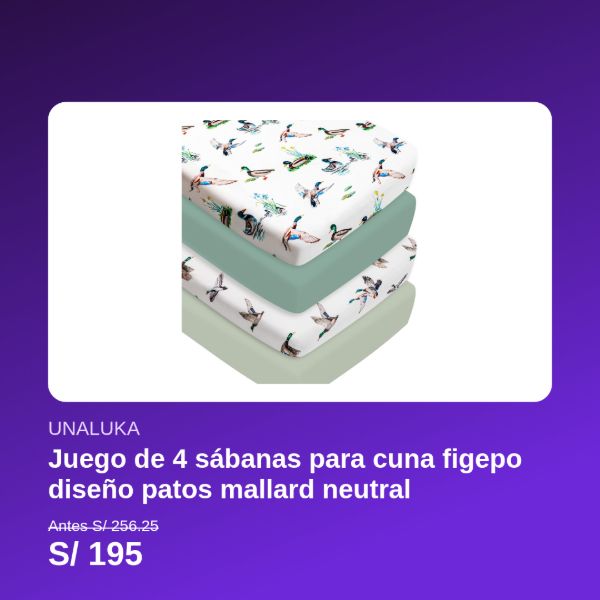 UNALUKA
Juego de 4 sábanas para cuna figepo
diseño patos mallard neutral
Antes S/ 256.25
S/ 195